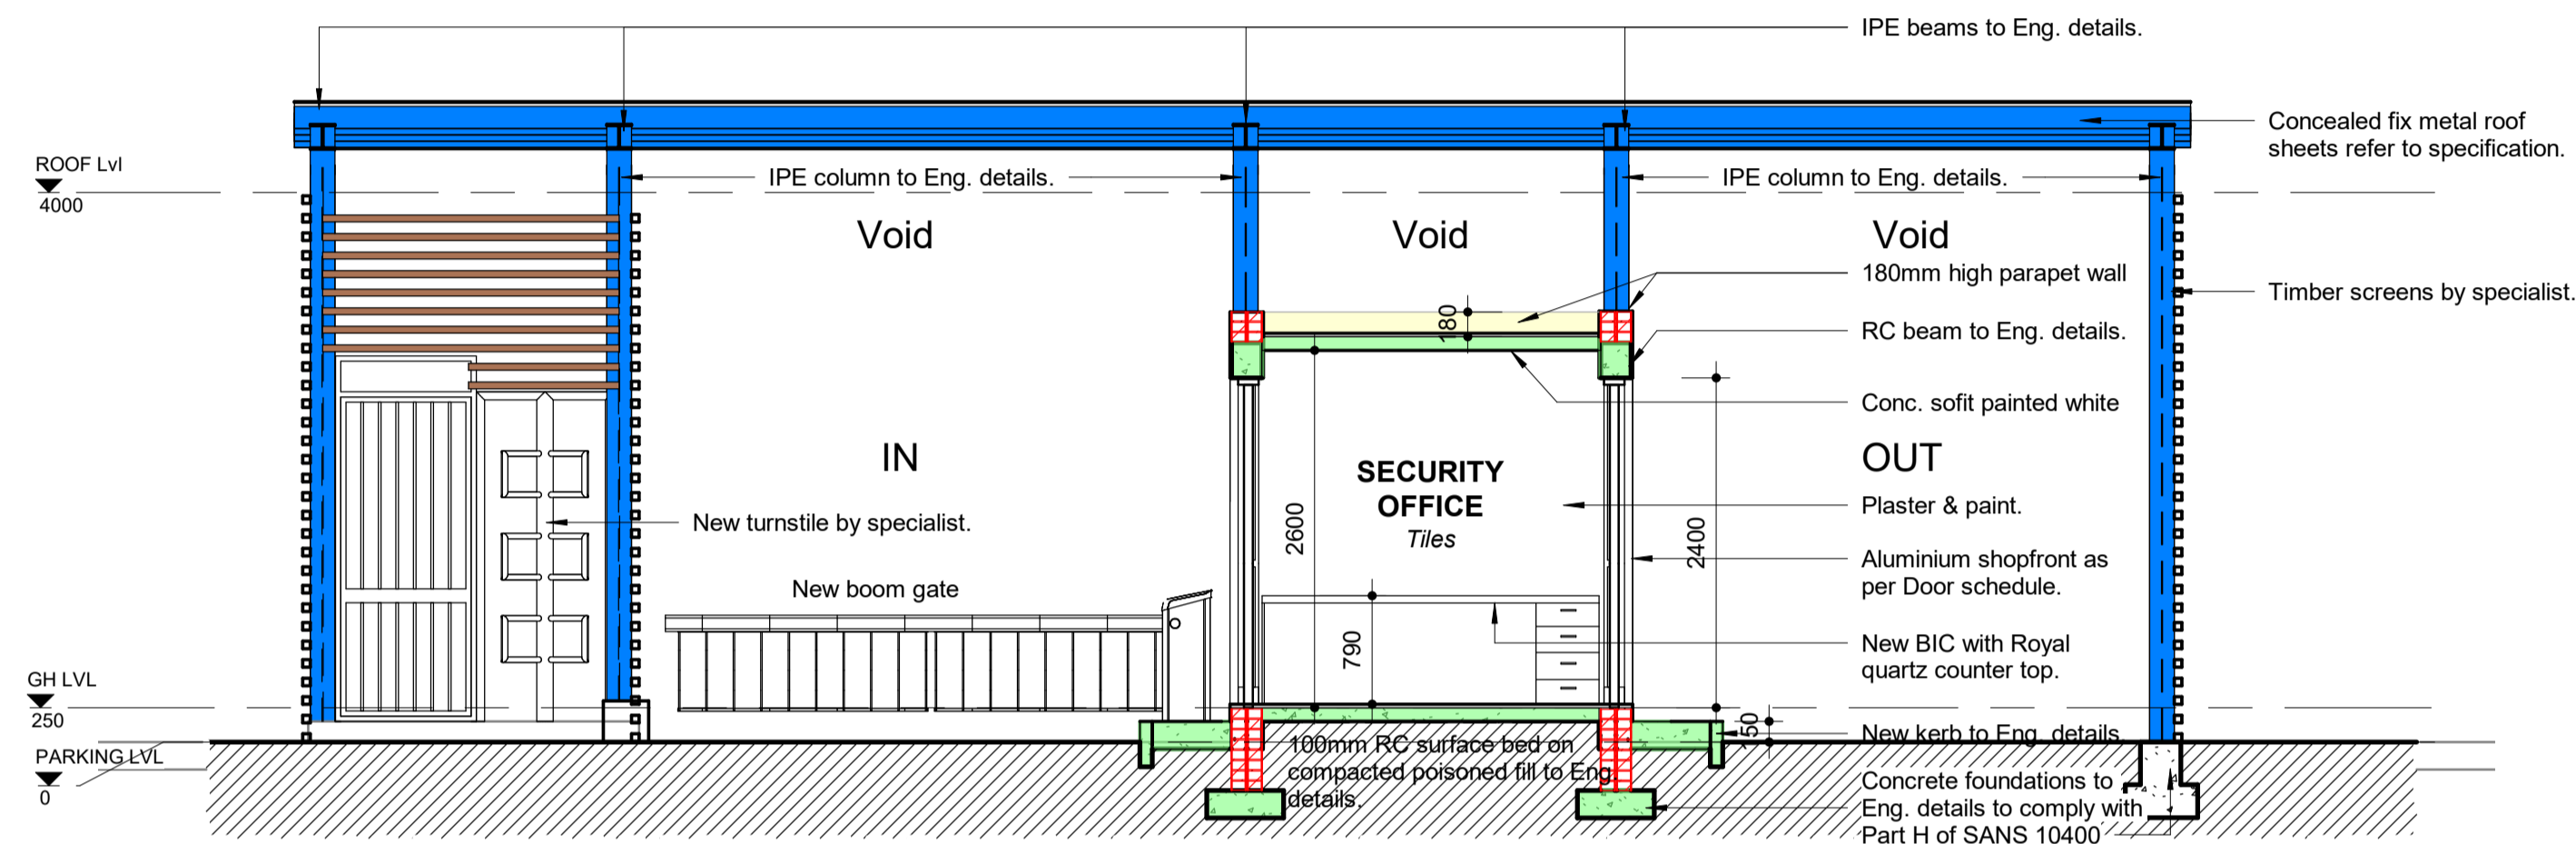 IPE beams to Eng. details.
Concealed fix metal roof
sheets refer to specification.
ROOF Lvl
4000
IPE column to Eng. details.
IPE column to Eng. details.
Void
Void
Void
180mm high parapet wall
Timber screens by specialist.
180
RC beam to Eng. details.
Conc. sofit painted white
IN
OUT
SECURITY
OFFICE
Tiles
Plaster & paint.
New turnstile by specialist.
2600
2400
Aluminium shopfront as
per Door schedule.
New boom gate
790
New BIC with Royal
quartz counter top.
GH LVL
250
150
New kerb to Eng. details.
PARKING LVL
0
100mm RC surface bed on
compacted poisoned fill to Eng.
details.
Concrete foundations to
Eng. details to comply with
Part H of SANS 10400